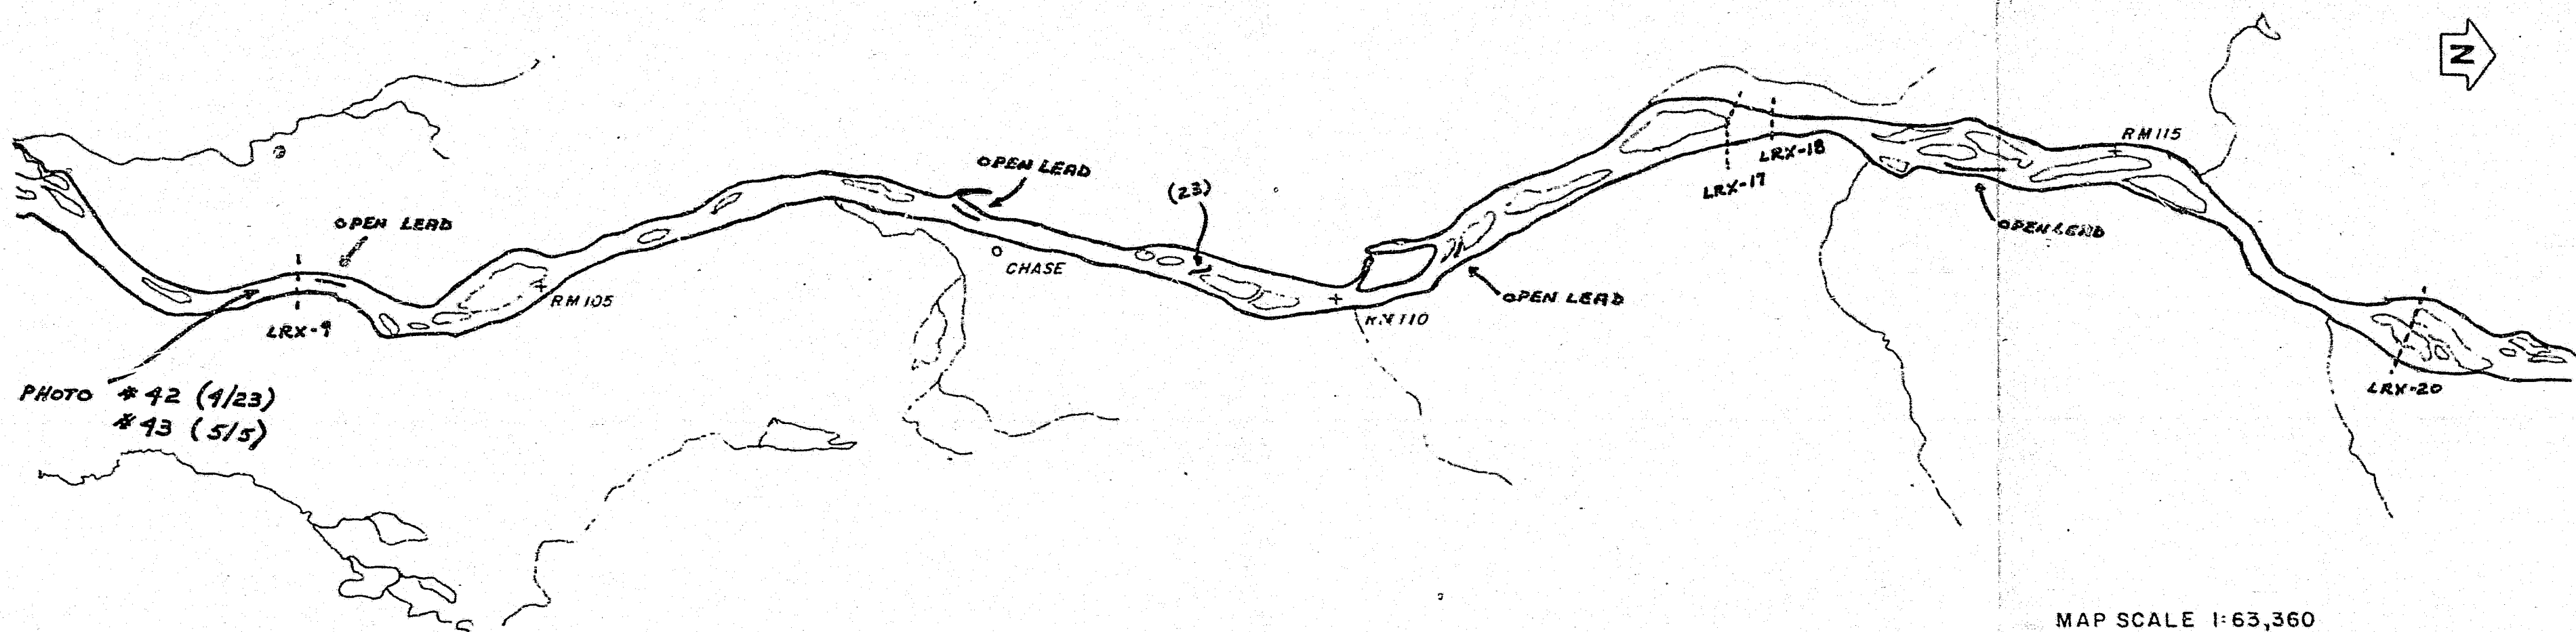 N
OPEN LEAD
LRX-9
PHOTO #42 (4/23)
#43 (5/5)
RM105
OPEN LEAD
CHASE
(23)
RM110
OPEN LEAD
LRX-17
LRX-18
RM115
OPEN LEAD
LRX-20
MAP SCALE 1:63,360